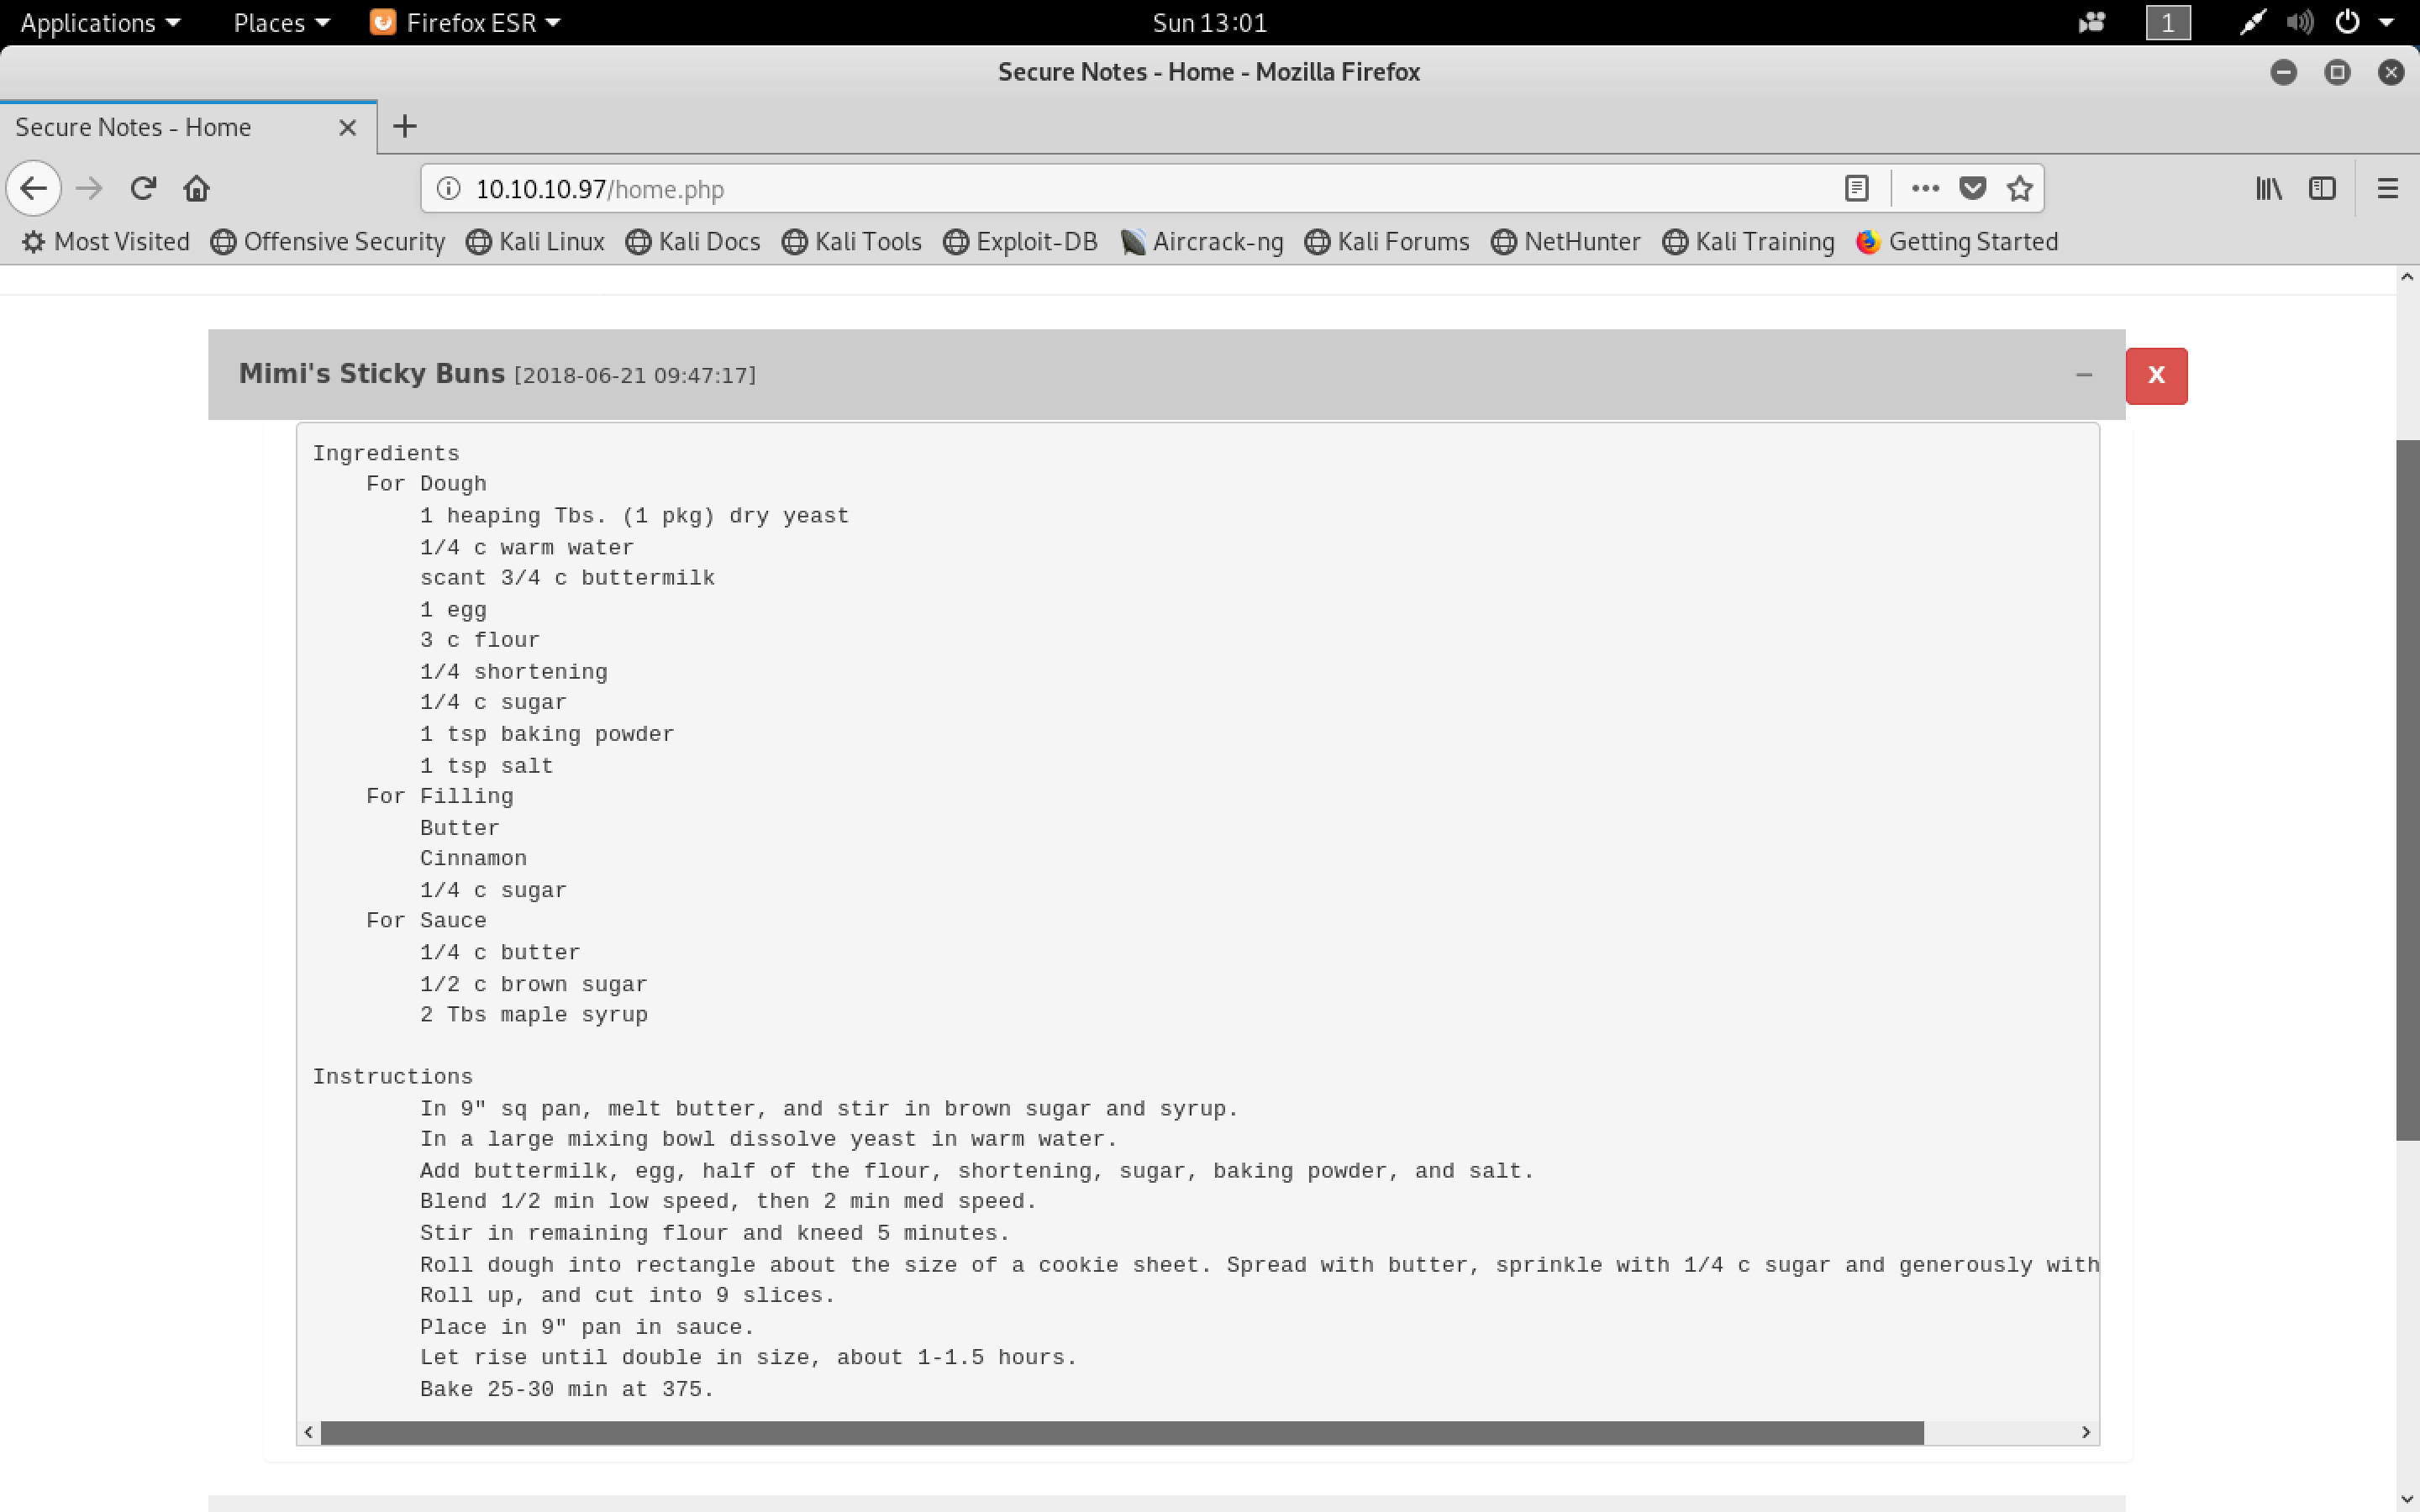 Applications Places Firefox ESR Sun 13:01 1
Secure Notes - Home - Mozilla Firefox
Secure Notes - Home
10.10.10.97/home.php
Most Visited Offensive Security Kali Linux Kali Docs Kali Tools Exploit-DB Aircrack-ng Kali Forums NetHunter Kali Training Getting Started
Mimi's Sticky Buns [2018-06-21 09:47:17] X
Ingredients
For Dough
1 heaping Tbs. (1 pkg) dry yeast
1/4 c warm water
scant 3/4 c buttermilk
1 egg
3 c flour
1/4 shortening
1/4 c sugar
1 tsp baking powder
1 tsp salt
For Filling
Butter
Cinnamon
1/4 c sugar
For Sauce
1/4 c butter
1/2 c brown sugar
2 Tbs maple syrup
Instructions
In 9" sq pan, melt butter, and stir in brown sugar and syrup.
In a large mixing bowl dissolve yeast in warm water.
Add buttermilk, egg, half of the flour, shortening, sugar, baking powder, and salt.
Blend 1/2 min low speed, then 2 min med speed.
Stir in remaining flour and kneed 5 minutes.
Roll dough into rectangle about the size of a cookie sheet. Spread with butter, sprinkle with 1/4 c sugar and generously with
Roll up, and cut into 9 slices.
Place in 9" pan in sauce.
Let rise until double in size, about 1-1.5 hours.
Bake 25-30 min at 375.